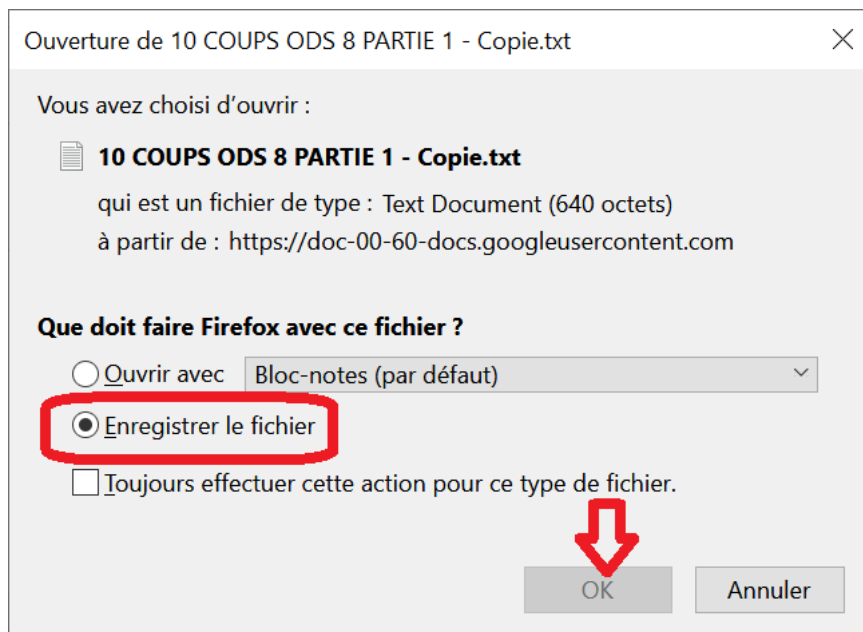 Ouverture de 10 COUPS ODS 8 PARTIE 1 - Copie.txt
Vous avez choisi d’ouvrir :
10 COUPS ODS 8 PARTIE 1 - Copie.txt
qui est un fichier de type : Text Document (640 octets)
à partir de : https://doc-00-60-docs.googleusercontent.com
Que doit faire Firefox avec ce fichier ?
Ouvrir avec Bloc-notes (par défaut)
Enregistrer le fichier
Toujours effectuer cette action pour ce type de fichier.
OK Annuler